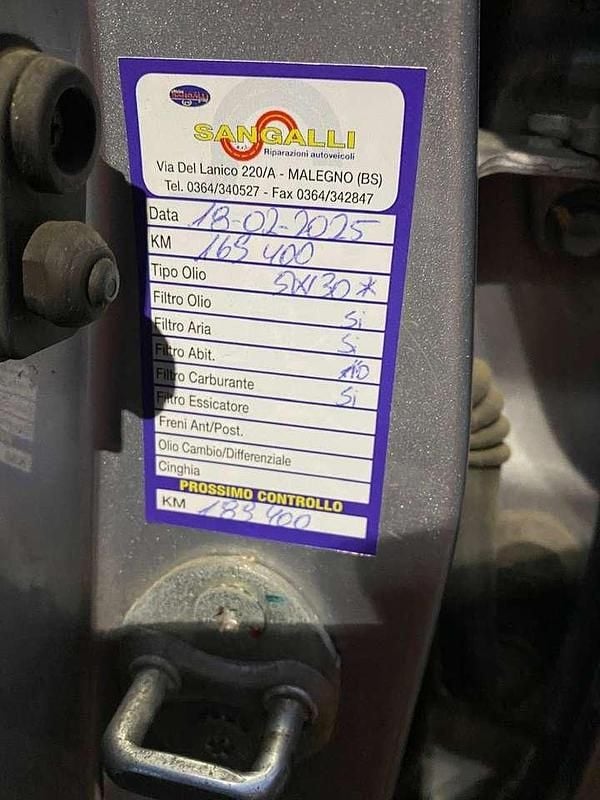 SANGALLI
s.r.l.
Riparazioni autoveicoli
Via Del Lanico 220/A - MALEGNO (BS)
Tel. 0364/340527 - Fax 0364/342847
Data 18-02-2025
KM 169 400
Tipo Olio 5W30*
Filtro Olio Si
Filtro Aria Si
Filtro Abit. NO
Filtro Carburante Si
Filtro Essicatore
Freni Ant/Post.
Olio Cambio/Differenziale
Cinghia
PROSSIMO CONTROLLO
KM 189 400